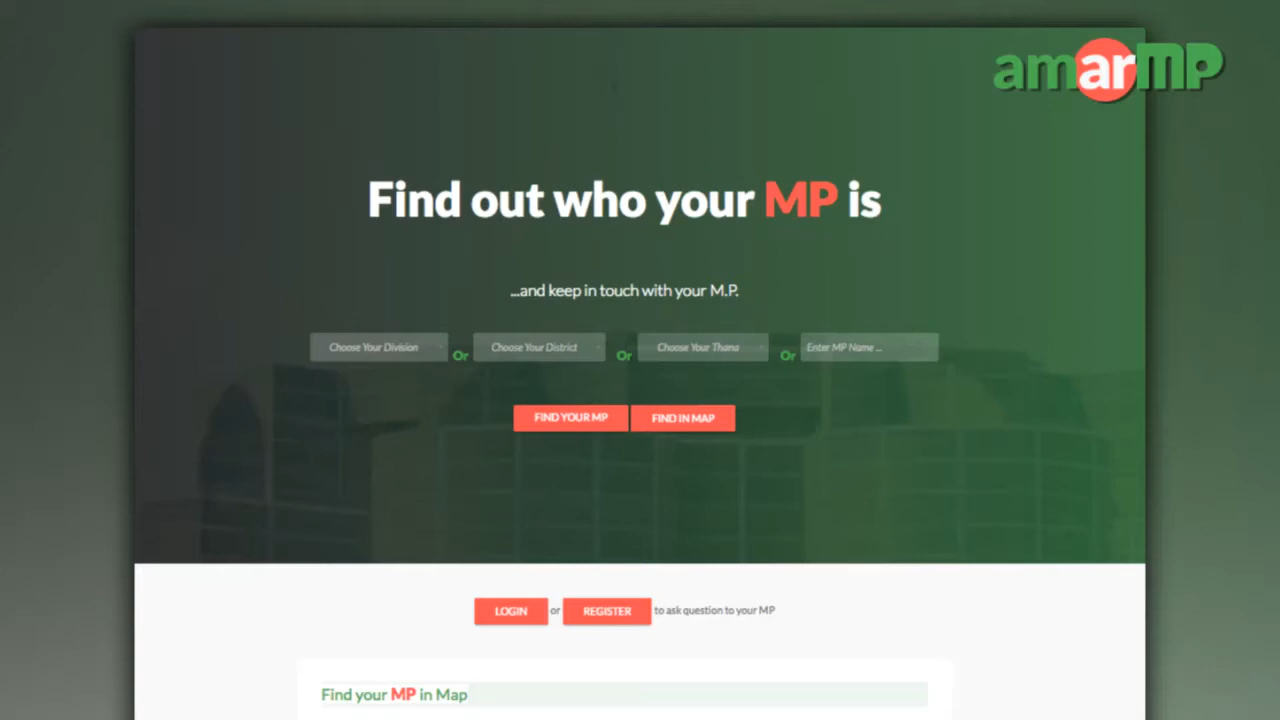 amarMP
Find out who your MP is
...and keep in touch with your M.P.
Choose Your Division Or Choose Your District Or Choose Your Thana Or Enter MP Name ...
FIND YOUR MP FIND IN MAP
LOGIN or REGISTER to ask question to your MP
Find your MP in Map